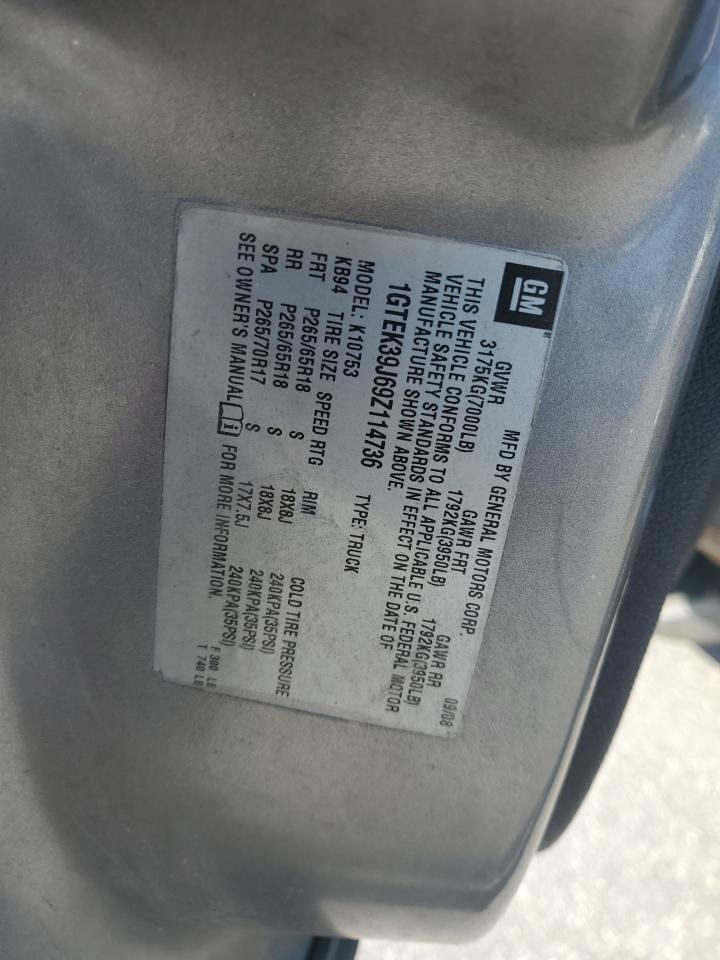 GM® MFD BY GENERAL MOTORS CORP. 09/08
GVWR GAWR FRT GAWR RR
3175KG(7000LB) 1792KG(3950LB) 1792KG(3950LB)
THIS VEHICLE CONFORMS TO ALL APPLICABLE U.S. FEDERAL MOTOR
VEHICLE SAFETY STANDARDS IN EFFECT ON THE DATE OF
MANUFACTURE SHOWN ABOVE.
1GTEK39J69Z114736 TYPE: TRUCK
MODEL: K10753
KB94 TIRE SIZE SPEED RTG RIM COLD TIRE PRESSURE
FRT P265/65R18 S 18X8J 240KPA(35PSI)
RR P265/65R18 S 18X8J 240KPA(35PSI)
SPA P265/70R17 S 17X7.5J 240KPA(35PSI)
SEE OWNER'S MANUAL i FOR MORE INFORMATION.
F 300 LB
T 740 LB